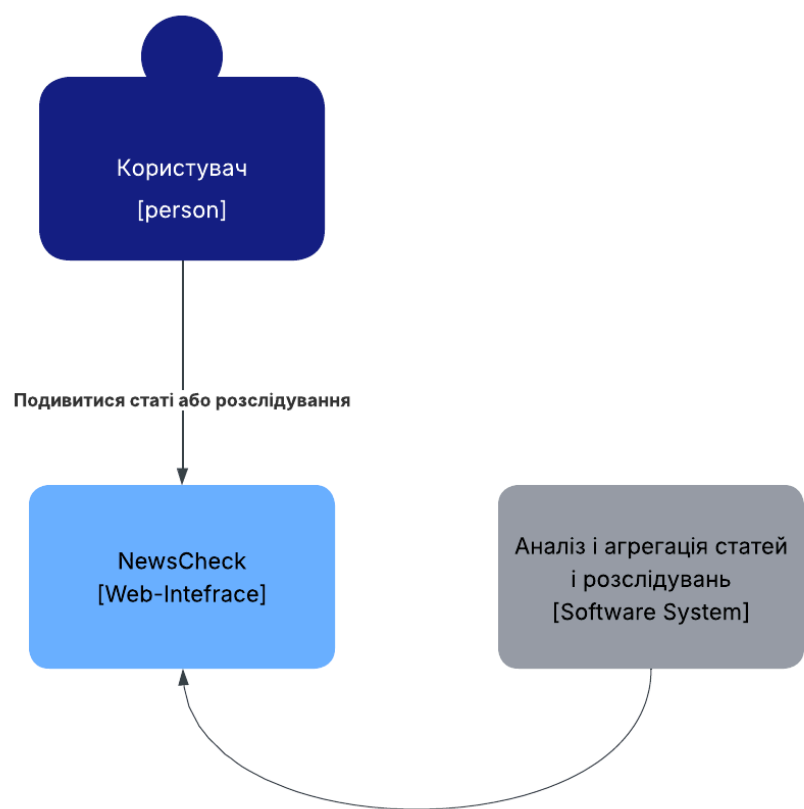 Користувач
[person]
Подивитися статі або розслідування
NewsCheck
[Web-Intefrace]
Аналіз і агрегація статей
і розслідувань
[Software System]